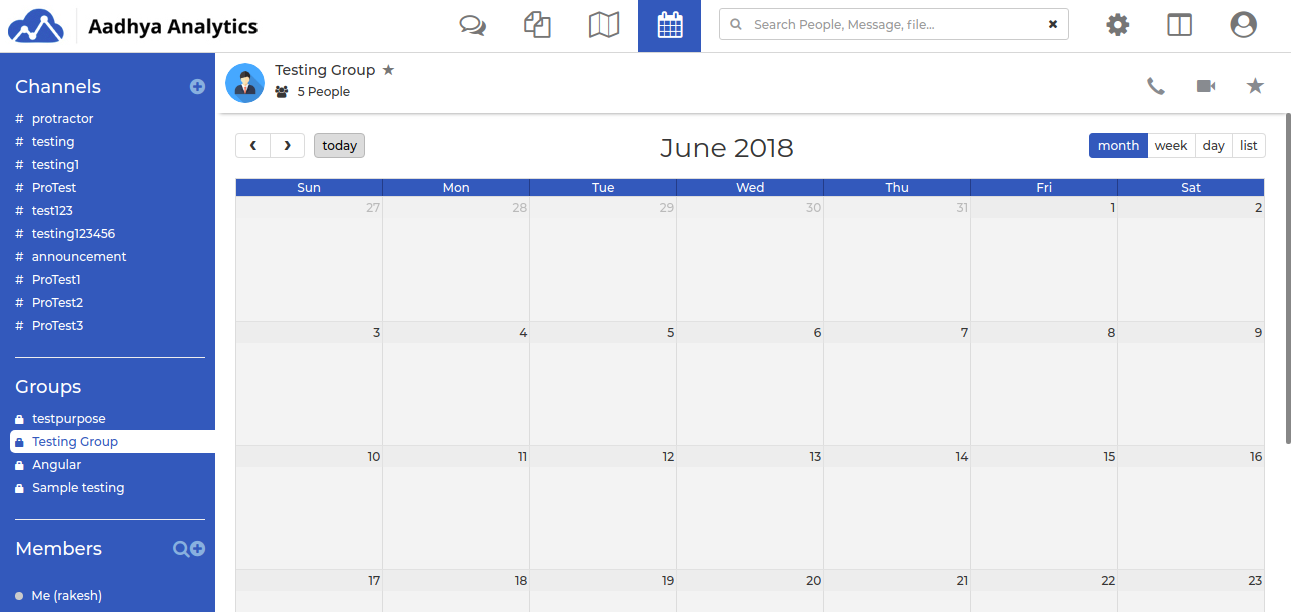 Aadhya Analytics
Search People, Message, file...
Channels
# protractor
# testing
# testing1
# ProTest
# test123
# testing123456
# announcement
# ProTest1
# ProTest2
# ProTest3
Groups
testpurpose
Testing Group
Angular
Sample testing
Members
Me (rakesh)
Testing Group
5 People
today
June 2018
month week day list
Sun Mon Tue Wed Thu Fri Sat
27 28 29 30 31 1 2
3 4 5 6 7 8 9
10 11 12 13 14 15 16
17 18 19 20 21 22 23